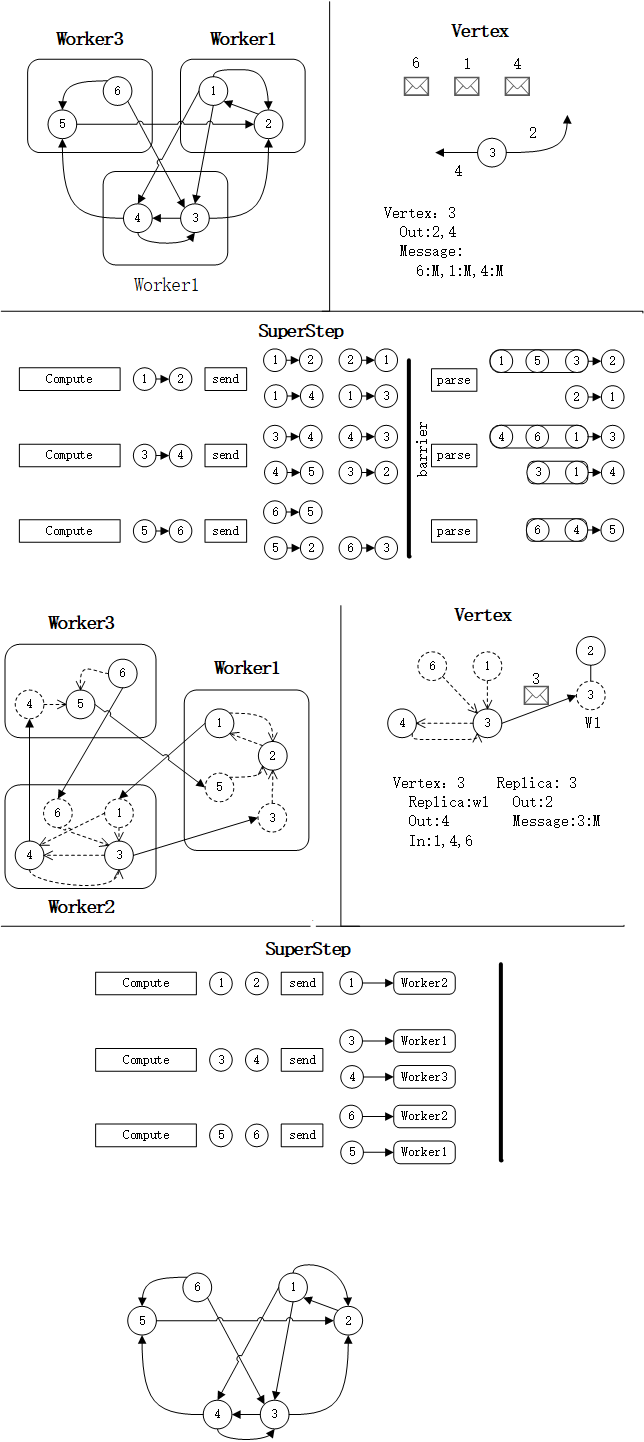 Worker3
Worker1
6
1
5
2
4
3
Worker1
Vertex
6 1 4
3
2
4
Vertex: 3
Out:2,4
Message:
6:M,1:M,4:M
SuperStep
Compute 1 2 send 1 2 2 1 parse 1 5 3 2
1 4 1 3 2 1
Compute 3 4 send 3 4 4 3 parse 4 6 1 3
4 5 3 2 3 1 4
Compute 5 6 send 6 5 parse 6 4 5
5 2 6 3
barrier
Worker3
6
4
5
Worker1
1
2
5
3
6
1
4
3
Worker2
Vertex
6
1
2
3
3
4
3
W1
Vertex: 3 Replica: 3
Replica:w1 Out:2
Out:4 Message:3:M
In:1,4,6
SuperStep
Compute 1 2 send 1 Worker2
3 Worker1
Compute 3 4 send
4 Worker3
6 Worker2
Compute 5 6 send
5 Worker1
6
1
5
2
4
3